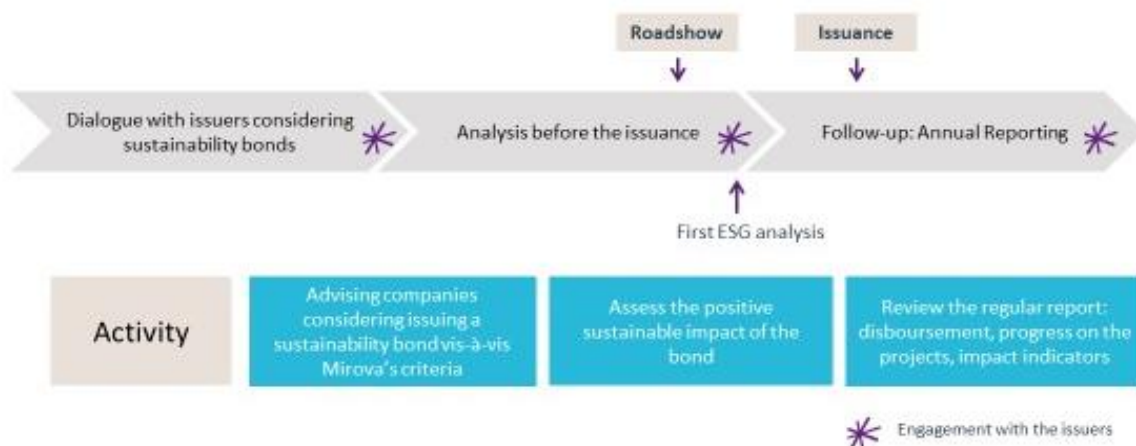 Roadshow
Issuance
Dialogue with issuers considering
sustainability bonds
Analysis before the issuance
Follow-up: Annual Reporting
First ESG analysis
Activity
Advising companies
considering issuing a
sustainability bond vis-à-vis
Mirova's criteria
Assess the positive
sustainable impact of the
bond
Review the regular report:
disboursement, progress on the
projects, impact indicators
Engagement with the issuers